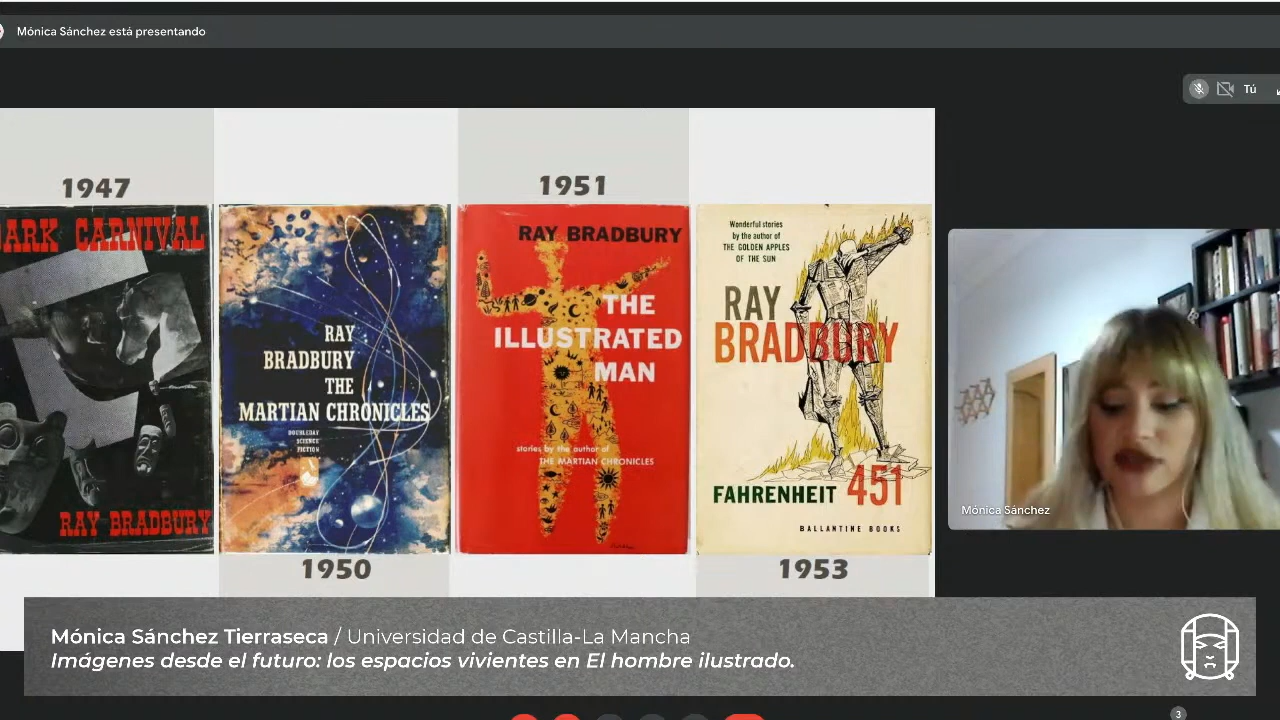 Mónica Sánchez está presentando
Tú
1947
1951
ARK CARNIVAL
RAY BRADBURY
RAY
BRADBURY
THE
MARTIAN CHRONICLES
DOUBLEDAY
SCIENCE
FICTION
1950
RAY BRADBURY
THE
ILLUSTRATED
MAN
stories by the author of
THE MARTIAN CHRONICLES
Wonderful stories
by the author of
THE GOLDEN APPLES
OF THE SUN
RAY
BRADBURY
FAHRENHEIT 451
BALLANTINE BOOKS
1953
Mónica Sánchez
Mónica Sánchez Tierraseca / Universidad de Castilla-La Mancha
Imágenes desde el futuro: los espacios vivientes en El hombre ilustrado.
3